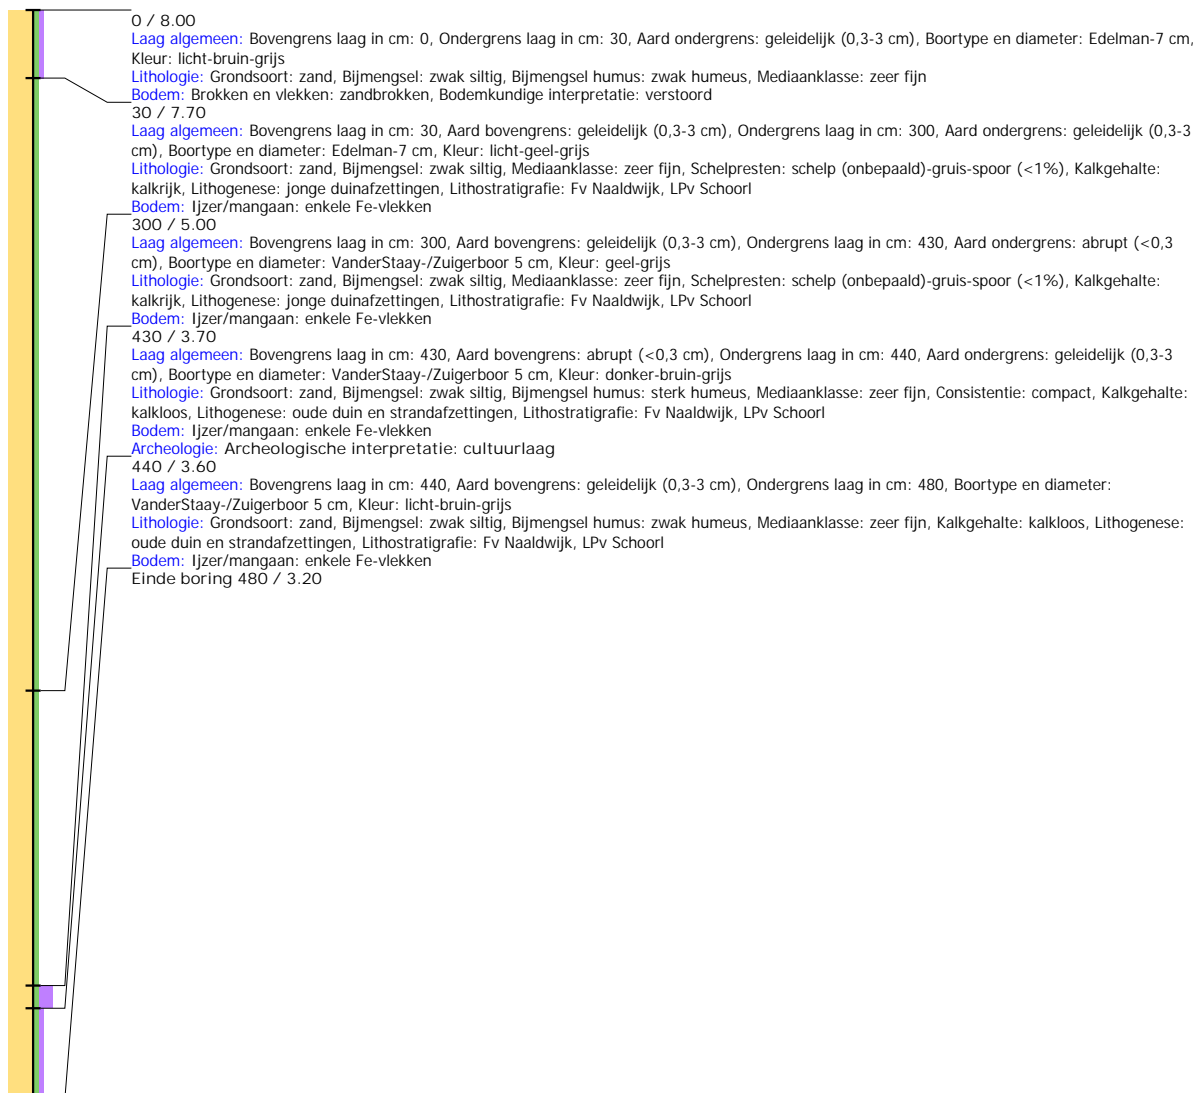 0 / 8.00
Laag algemeen: Bovengrens laag in cm: 0, Ondergrens laag in cm: 30, Aard ondergrens: geleidelijk (0,3-3 cm), Boortype en diameter: Edelman-7 cm,
Kleur: licht-bruin-grijs
Lithologie: Grondsoort: zand, Bijmengsel: zwak siltig, Bijmengsel humus: zwak humeus, Mediaanklasse: zeer fijn
Bodem: Brokken en vlekken: zandbrokken, Bodemkundige interpretatie: verstoord
30 / 7.70
Laag algemeen: Bovengrens laag in cm: 30, Aard bovengrens: geleidelijk (0,3-3 cm), Ondergrens laag in cm: 300, Aard ondergrens: geleidelijk (0,3-3
cm), Boortype en diameter: Edelman-7 cm, Kleur: licht-geel-grijs
Lithologie: Grondsoort: zand, Bijmengsel: zwak siltig, Mediaanklasse: zeer fijn, Schelpresten: schelp (onbepaald)-gruis-spoor (<1%), Kalkgehalte:
kalkrijk, Lithogenese: jonge duinafzettingen, Lithostratigrafie: Fv Naaldwijk, LPv Schoorl
Bodem: Ijzer/mangaan: enkele Fe-vlekken
300 / 5.00
Laag algemeen: Bovengrens laag in cm: 300, Aard bovengrens: geleidelijk (0,3-3 cm), Ondergrens laag in cm: 430, Aard ondergrens: abrupt (<0,3
cm), Boortype en diameter: VanderStaay-/Zuigerboor 5 cm, Kleur: geel-grijs
Lithologie: Grondsoort: zand, Bijmengsel: zwak siltig, Mediaanklasse: zeer fijn, Schelpresten: schelp (onbepaald)-gruis-spoor (<1%), Kalkgehalte:
kalkrijk, Lithogenese: jonge duinafzettingen, Lithostratigrafie: Fv Naaldwijk, LPv Schoorl
Bodem: Ijzer/mangaan: enkele Fe-vlekken
430 / 3.70
Laag algemeen: Bovengrens laag in cm: 430, Aard bovengrens: abrupt (<0,3 cm), Ondergrens laag in cm: 440, Aard ondergrens: geleidelijk (0,3-3
cm), Boortype en diameter: VanderStaay-/Zuigerboor 5 cm, Kleur: donker-bruin-grijs
Lithologie: Grondsoort: zand, Bijmengsel: zwak siltig, Bijmengsel humus: sterk humeus, Mediaanklasse: zeer fijn, Consistentie: compact, Kalkgehalte:
kalkloos, Lithogenese: oude duin en strandafzettingen, Lithostratigrafie: Fv Naaldwijk, LPv Schoorl
Bodem: Ijzer/mangaan: enkele Fe-vlekken
Archeologie: Archeologische interpretatie: cultuurlaag
440 / 3.60
Laag algemeen: Bovengrens laag in cm: 440, Aard bovengrens: geleidelijk (0,3-3 cm), Ondergrens laag in cm: 480, Boortype en diameter:
VanderStaay-/Zuigerboor 5 cm, Kleur: licht-bruin-grijs
Lithologie: Grondsoort: zand, Bijmengsel: zwak siltig, Bijmengsel humus: zwak humeus, Mediaanklasse: zeer fijn, Kalkgehalte: kalkloos, Lithogenese:
oude duin en strandafzettingen, Lithostratigrafie: Fv Naaldwijk, LPv Schoorl
Bodem: Ijzer/mangaan: enkele Fe-vlekken
Einde boring 480 / 3.20